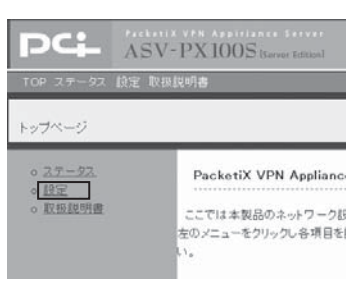 PCi PacketiX VPN Appliriance Server
ASV-PX100S [Server Edition]
TOP ステータス 設定 取扱説明書
トップページ
ステータス
設定
取扱説明書
PacketiX VPN Appliance
ここでは本製品のネットワーク設
左のメニューをクリックし各項目を
い。